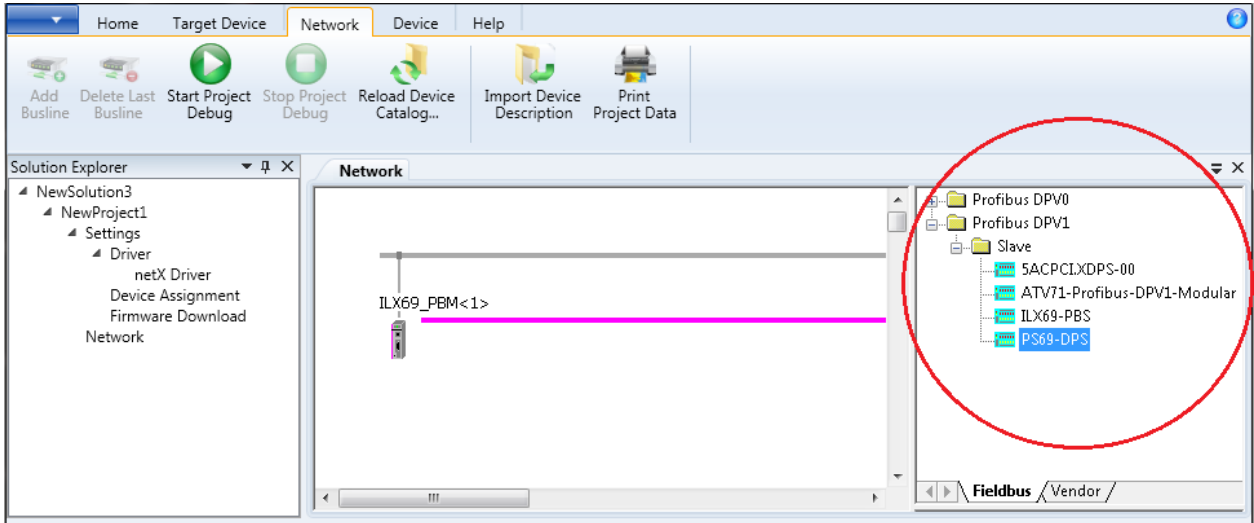 Home Target Device Network Device Help
Add Busline
Delete Last Busline
Start Project Debug
Stop Project Debug
Reload Device Catalog...
Import Device Description
Print Project Data
Solution Explorer
NewSolution3
NewProject1
Settings
Driver
netX Driver
Device Assignment
Firmware Download
Network
Network
ILX69_PBM<1>
Profibus DPV0
Profibus DPV1
Slave
5ACPCI.XDPS-00
ATV71-Profibus-DPV1-Modular
ILX69-PBS
PS69-DPS
Fieldbus Vendor